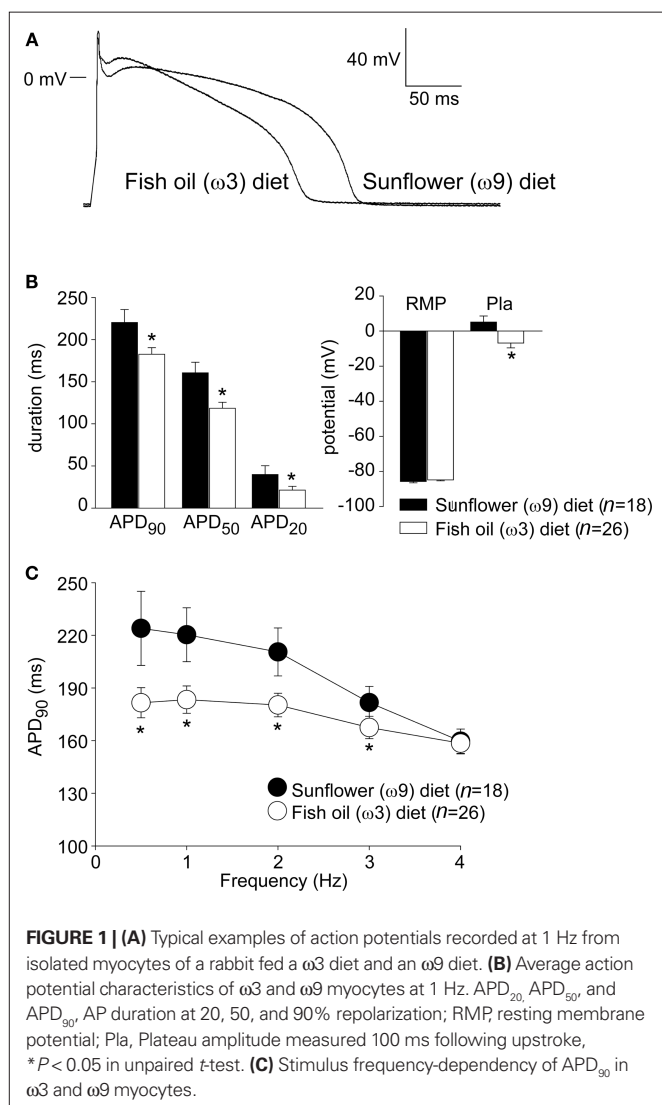 A
0 mV
40 mV
50 ms
Fish oil (ω3) diet
Sunflower (ω9) diet
B
250
200
150
100
50
0
duration (ms)
APD90
APD50
APD20
*
*
*
20
0
-20
-40
-60
-80
-100
potential (mV)
RMP
Pla
*
Sunflower (ω9) diet (n=18)
Fish oil (ω3) diet (n=26)
C
250
220
190
160
130
100
APD90 (ms)
*
*
*
*
Sunflower (ω9) diet (n=18)
Fish oil (ω3) diet (n=26)
0
1
2
3
4
Frequency (Hz)
FIGURE 1 | (A) Typical examples of action potentials recorded at 1 Hz from
isolated myocytes of a rabbit fed a ω3 diet and an ω9 diet. (B) Average action
potential characteristics of ω3 and ω9 myocytes at 1 Hz. APD20, APD50, and
APD90, AP duration at 20, 50, and 90% repolarization; RMP, resting membrane
potential; Pla, Plateau amplitude measured 100 ms following upstroke,
*P < 0.05 in unpaired t-test. (C) Stimulus frequency-dependency of APD90 in
ω3 and ω9 myocytes.